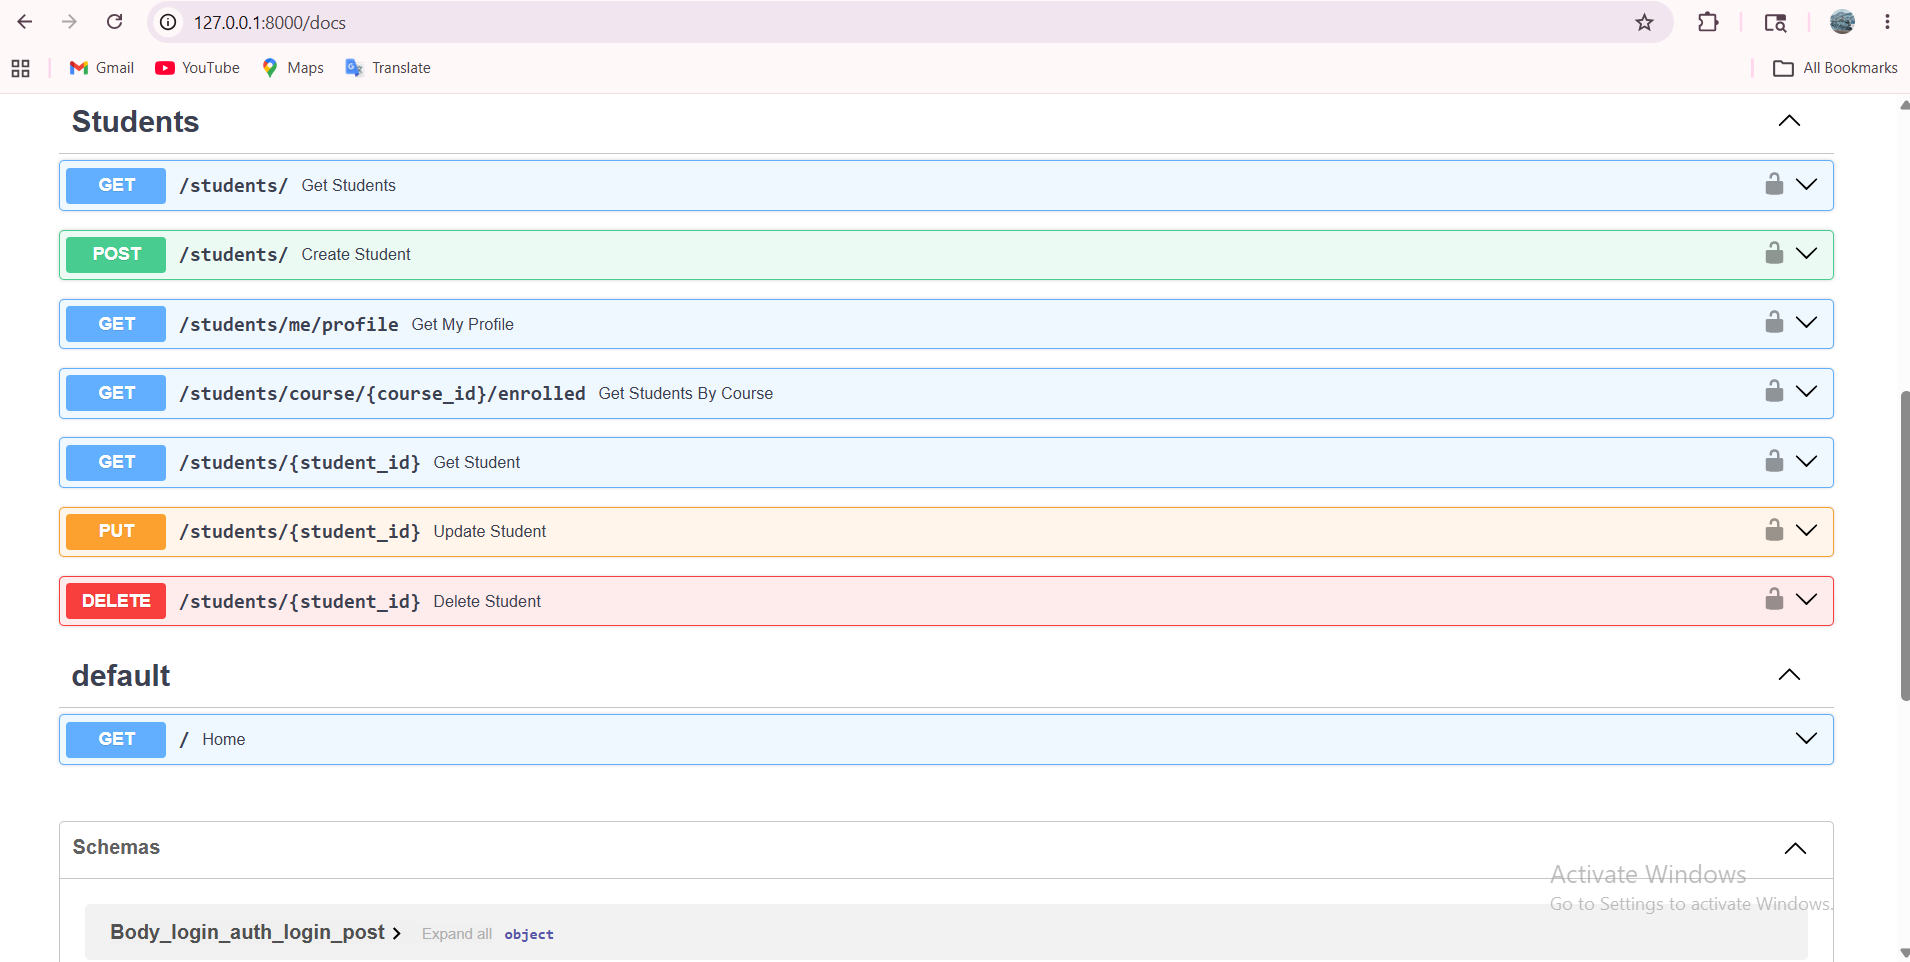 127.0.0.1:8000/docs
Gmail YouTube Maps Translate All Bookmarks
Students
GET /students/ Get Students
POST /students/ Create Student
GET /students/me/profile Get My Profile
GET /students/course/{course_id}/enrolled Get Students By Course
GET /students/{student_id} Get Student
PUT /students/{student_id} Update Student
DELETE /students/{student_id} Delete Student
default
GET / Home
Schemas
Activate Windows
Go to Settings to activate Windows.
Body_login_auth_login_post Expand all object